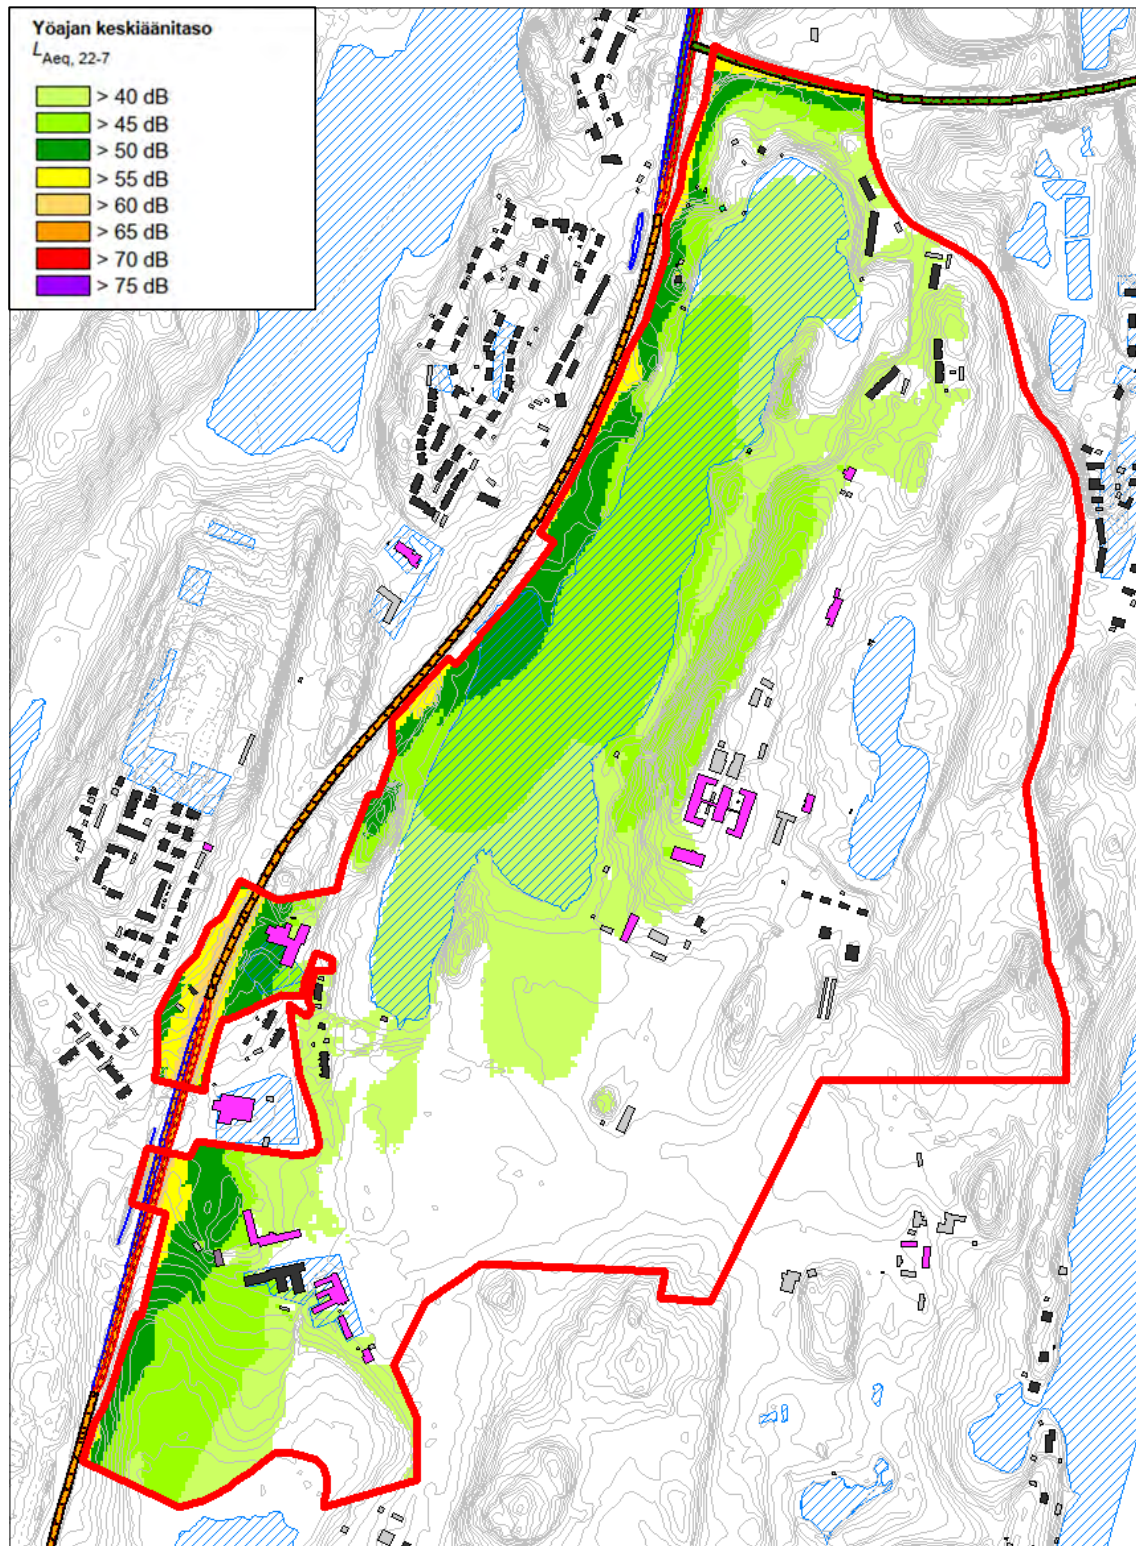 Yöajan keskiäänitaso
LAeq, 22-7
> 40 dB
> 45 dB
> 50 dB
> 55 dB
> 60 dB
> 65 dB
> 70 dB
> 75 dB